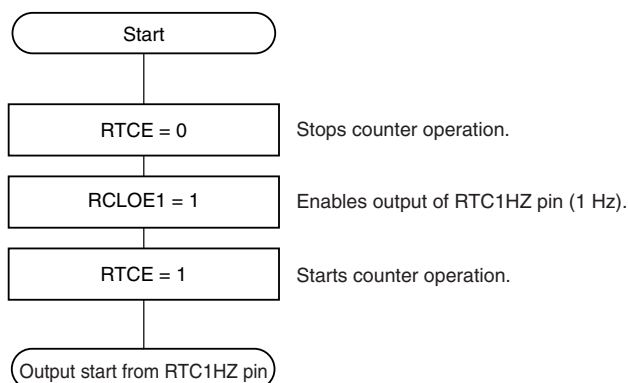 Start
RTCE = 0
Stops counter operation.
RCLOE1 = 1
Enables output of RTC1HZ pin (1 Hz).
RTCE = 1
Starts counter operation.
Output start from RTC1HZ pin